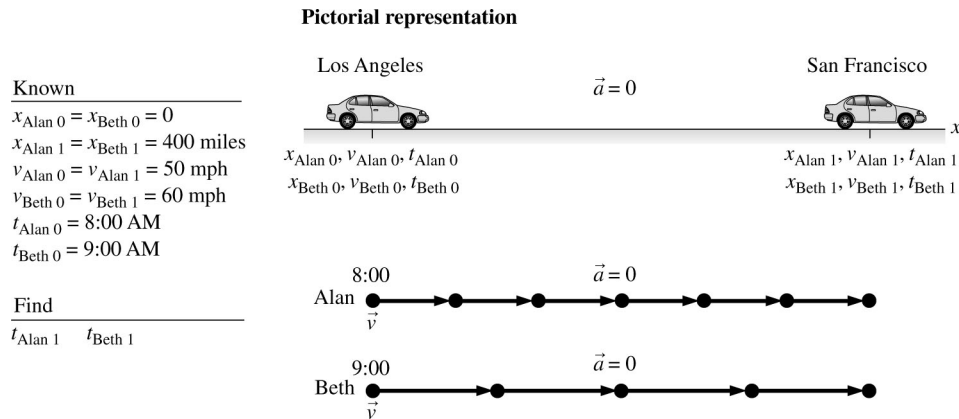 Pictorial representation
Known
x_Alan 0 = x_Beth 0 = 0
x_Alan 1 = x_Beth 1 = 400 miles
v_Alan 0 = v_Alan 1 = 50 mph
v_Beth 0 = v_Beth 1 = 60 mph
t_Alan 0 = 8:00 AM
t_Beth 0 = 9:00 AM
Find
t_Alan 1 t_Beth 1
Los Angeles
San Francisco
a⃗ = 0
x
x_Alan 0, v_Alan 0, t_Alan 0
x_Beth 0, v_Beth 0, t_Beth 0
x_Alan 1, v_Alan 1, t_Alan 1
x_Beth 1, v_Beth 1, t_Beth 1
8:00
a⃗ = 0
Alan
v⃗
9:00
a⃗ = 0
Beth
v⃗